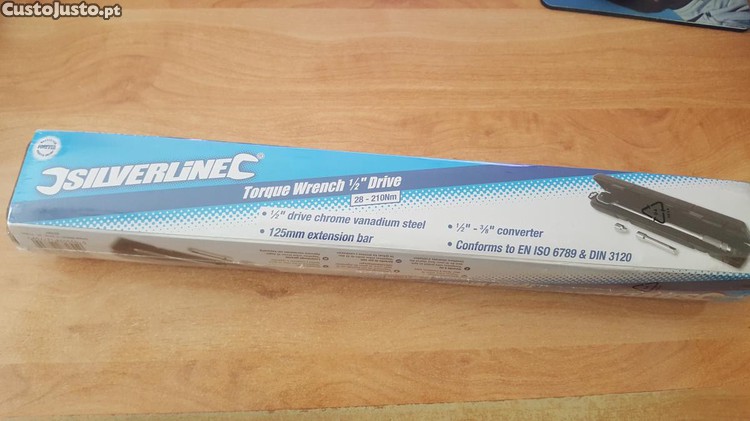 CustoJusto.pt
SILVERLINE
Torque Wrench ½" Drive
28 - 210Nm
• ½" drive chrome vanadium steel
• 125mm extension bar
• ½" - ⅜" converter
• Conforms to EN ISO 6789 & DIN 3120